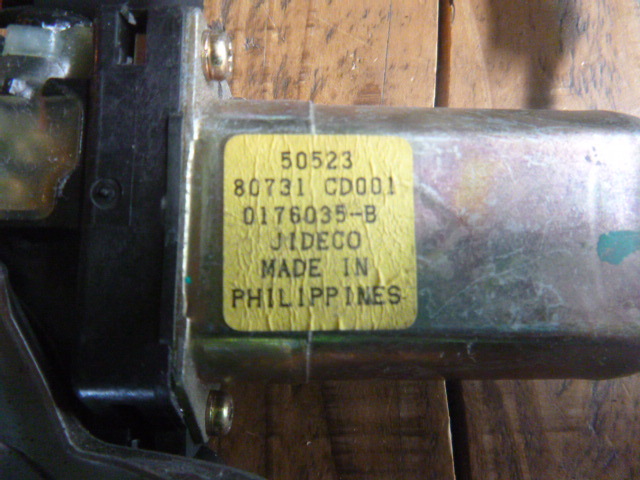 50523
80731 CD001
0176035-B
JIDECO
MADE IN
PHILIPPINES